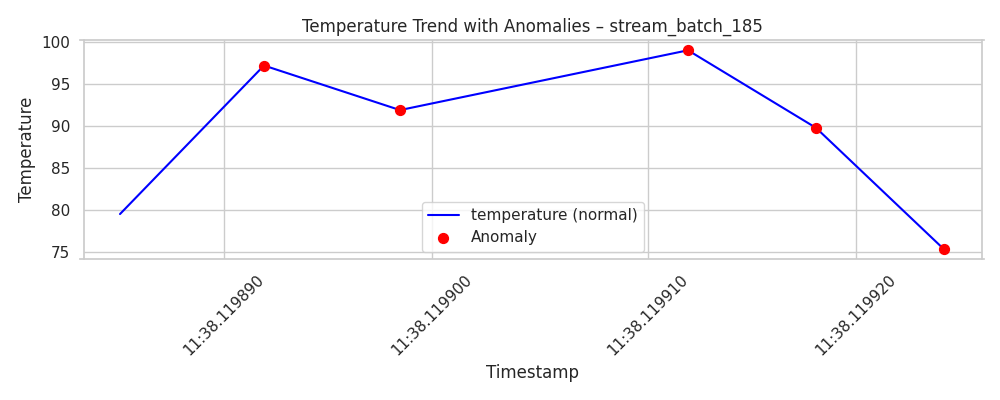 Temperature Trend with Anomalies – stream_batch_185
Temperature
100
95
90
85
80
75
temperature (normal)
Anomaly
11:38.119890
11:38.119900
11:38.119910
11:38.119920
Timestamp